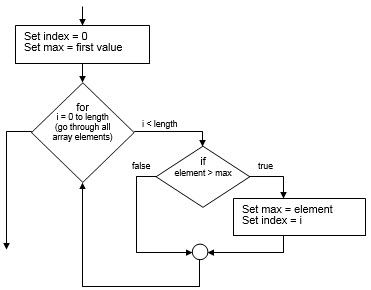 Set index = 0
Set max = first value
for
i = 0 to length
(go through all
array elements)
i < length
false
if
element > max
true
Set max = element
Set index = i